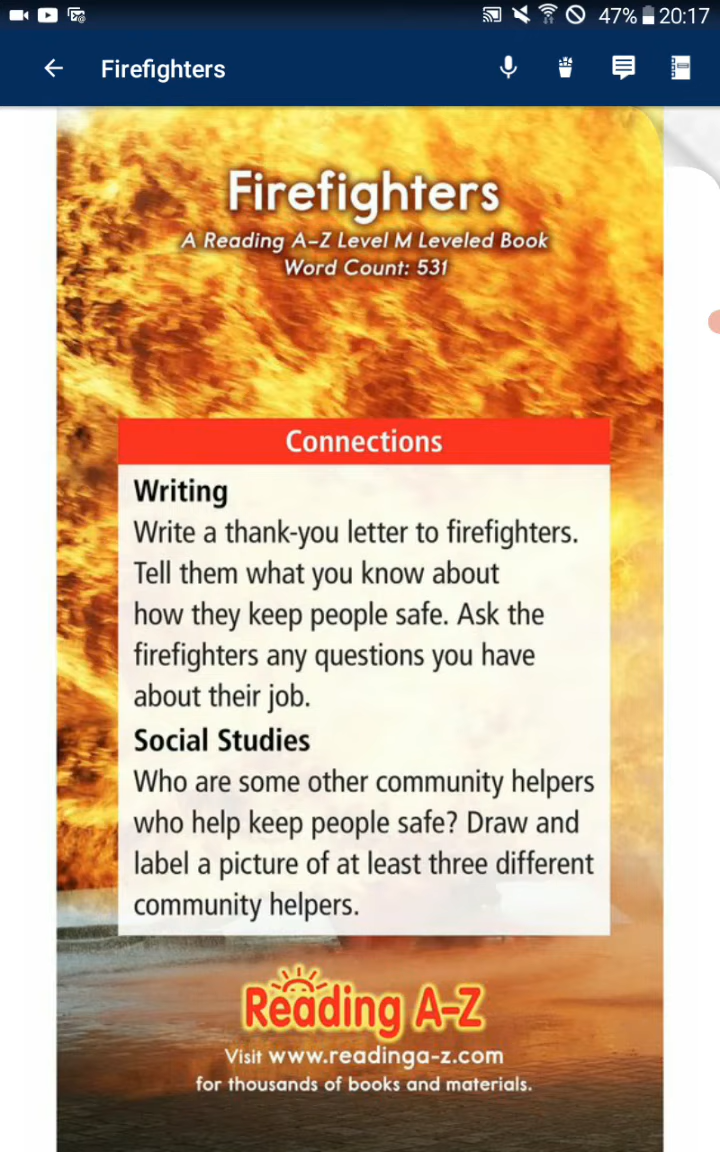 47% 20:17
Firefighters
Firefighters
A Reading A–Z Level M Leveled Book
Word Count: 531
Connections
Writing
Write a thank-you letter to firefighters.
Tell them what you know about
how they keep people safe. Ask the
firefighters any questions you have
about their job.
Social Studies
Who are some other community helpers
who help keep people safe? Draw and
label a picture of at least three different
community helpers.
Reading A–Z
Visit www.readinga-z.com
for thousands of books and materials.